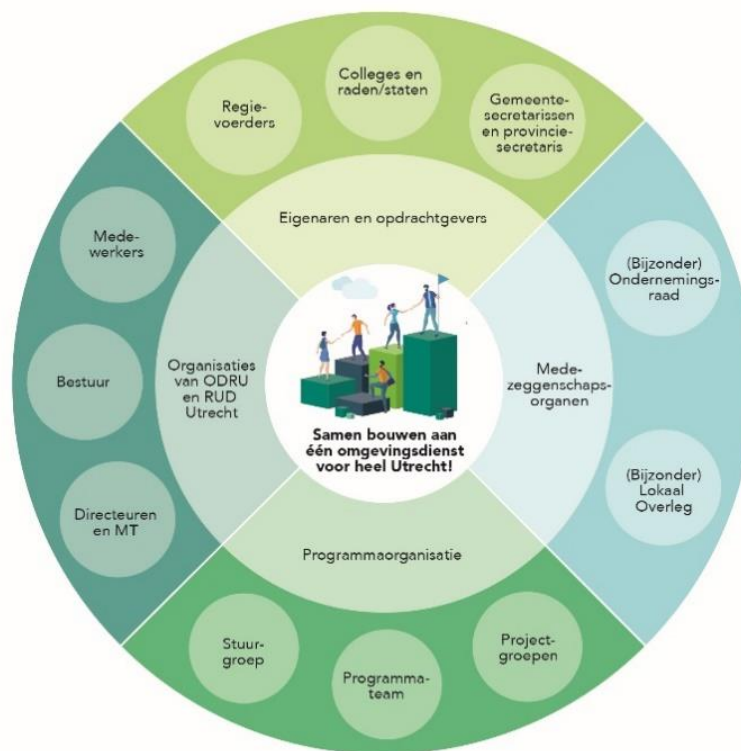 Colleges en
raden/staten
Regie-
voerders
Gemeente-
secretarissen
en provincie-
secretaris
Eigenaren en opdrachtgevers
Mede-
werkers
Bestuur
Directeuren
en MT
Organisaties
van ODRU
en RUD
Utrecht
Samen bouwen aan
één omgevingsdienst
voor heel Utrecht!
Mede-
zeggenschaps-
organen
(Bijzonder)
Ondernemings-
raad
(Bijzonder)
Lokaal
Overleg
Programmaorganisatie
Stuur-
groep
Programma-
team
Project-
groepen